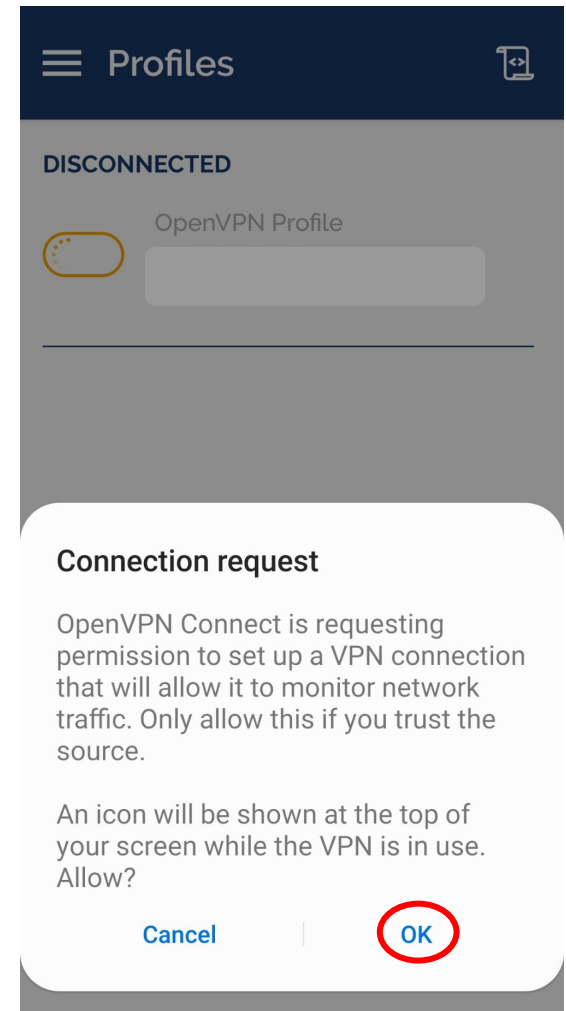 Profiles
DISCONNECTED
OpenVPN Profile
Connection request
OpenVPN Connect is requesting
permission to set up a VPN connection
that will allow it to monitor network
traffic. Only allow this if you trust the
source.
An icon will be shown at the top of
your screen while the VPN is in use.
Allow?
Cancel
OK